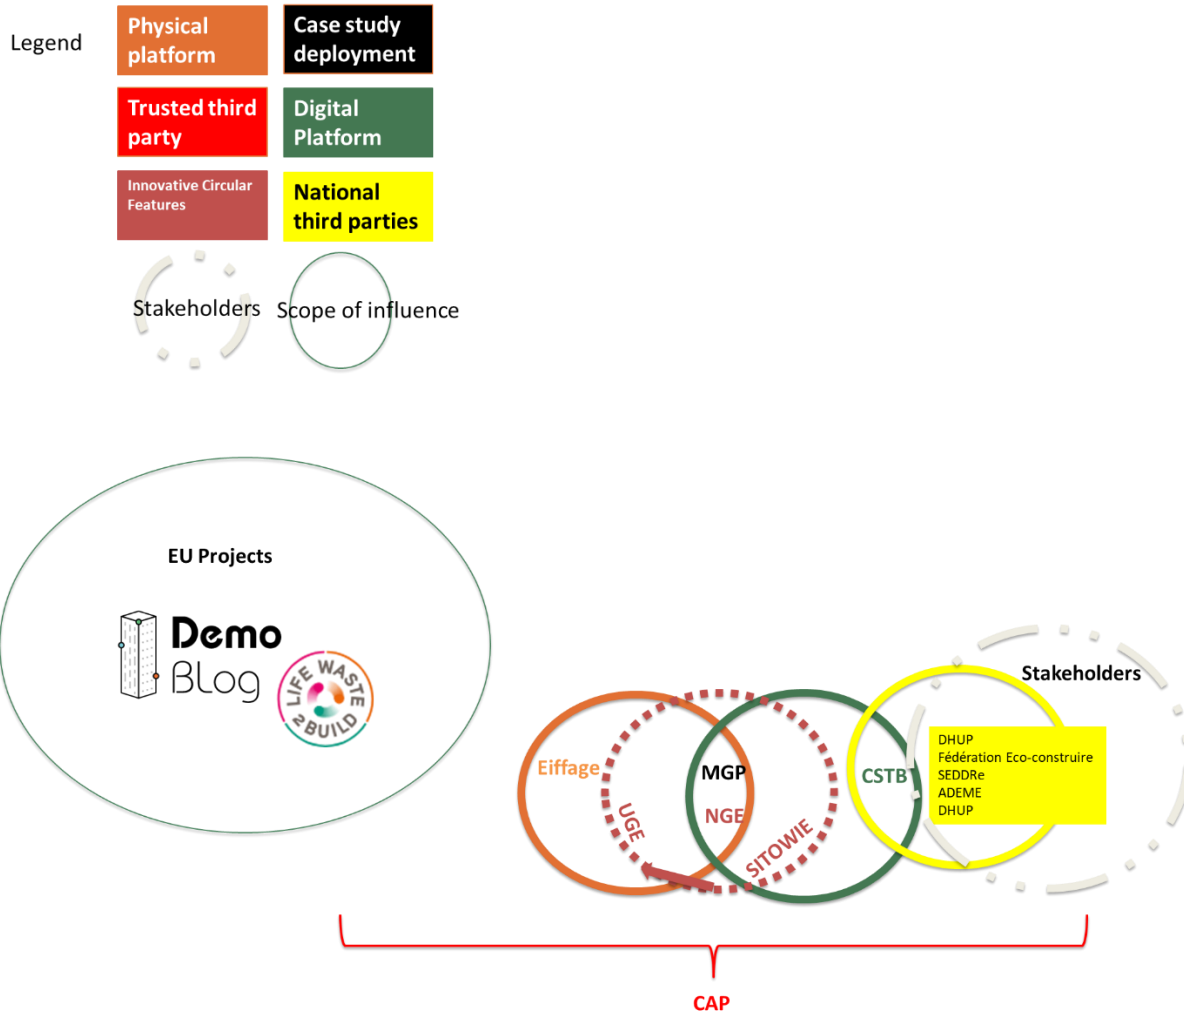 Legend
Physical
platform
Case study
deployment
Trusted third
party
Digital
Platform
Innovative Circular
Features
National
third parties
Stakeholders
Scope of influence
EU Projects
Demo
BLog
LIFE WASTE
2 BUILD
Stakeholders
Eiffage
MGP
NGE
UGE
SITOWIE
CSTB
DHUP
Fédération Eco-construire
SEDDRe
ADEME
DHUP
CAP